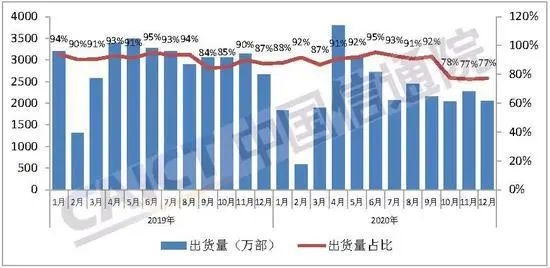 4000 120%
3500 100%
3000 80%
2500
2000 60%
1500 40%
1000
500 20%
0 0%
94% 90% 91% 93% 91% 95% 93% 94% 84% 85% 90% 87% 88% 92% 87% 91% 92% 95% 93% 91% 92% 78% 77% 77%
1月 2月 3月 4月 5月 6月 7月 8月 9月 10月 11月 12月 1月 2月 3月 4月 5月 6月 7月 8月 9月 10月 11月 12月
2019年 2020年
出货量（万部） 出货量占比
CAICT中国信通院